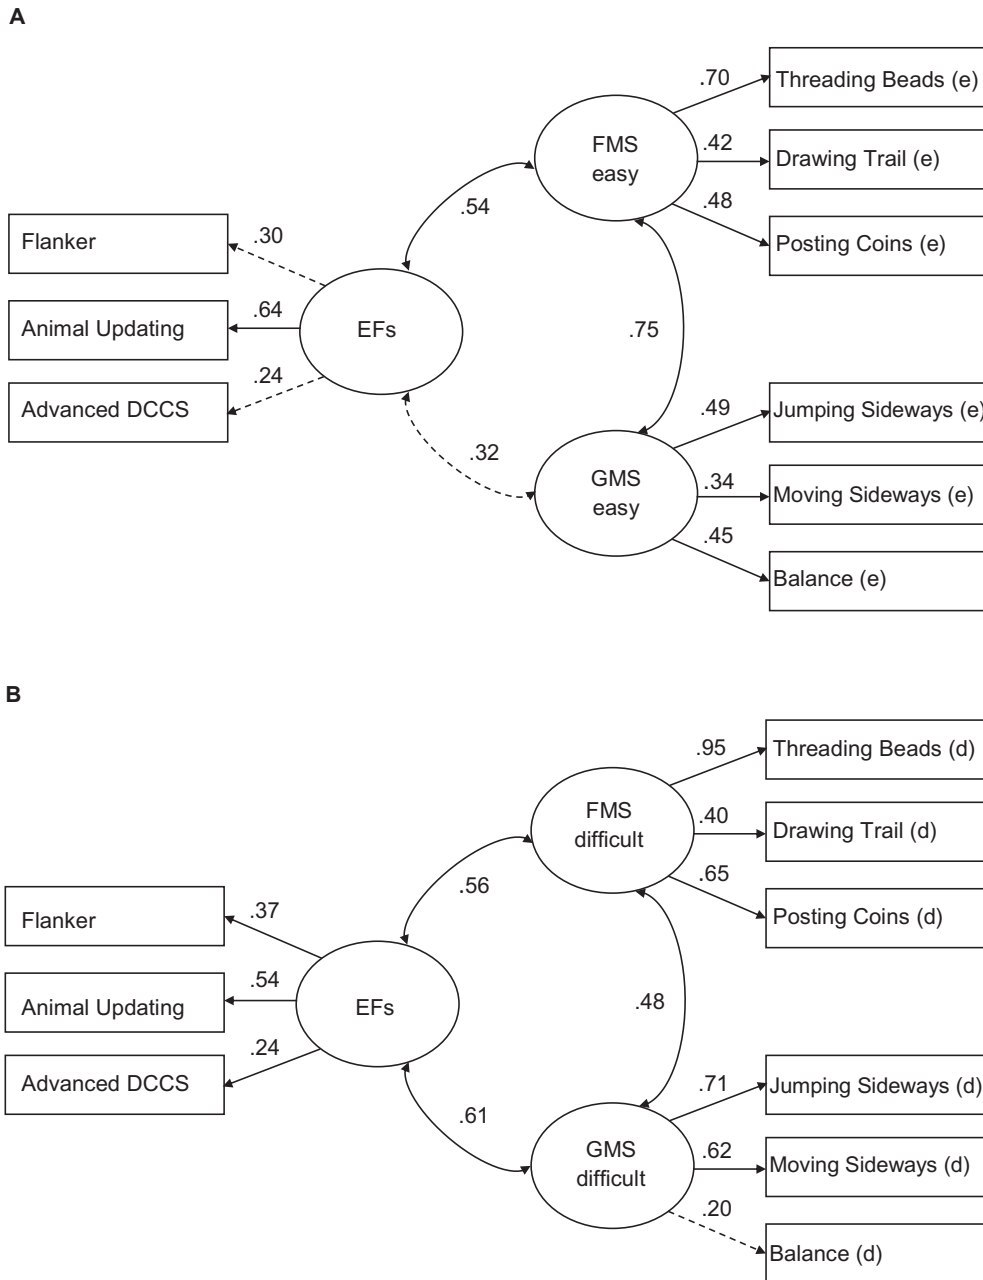 A
.70
Threading Beads (e)
FMS
easy
.42
Drawing Trail (e)
.48
Posting Coins (e)
.54
Flanker
.30
Animal Updating
.64
EFs
.75
Advanced DCCS
.24
.32
.49
Jumping Sideways (e)
GMS
easy
.34
Moving Sideways (e)
.45
Balance (e)
B
.95
Threading Beads (d)
FMS
difficult
.40
Drawing Trail (d)
.65
Posting Coins (d)
.56
Flanker
.37
Animal Updating
.54
EFs
.48
Advanced DCCS
.24
.61
.71
Jumping Sideways (d)
GMS
difficult
.62
Moving Sideways (d)
.20
Balance (d)